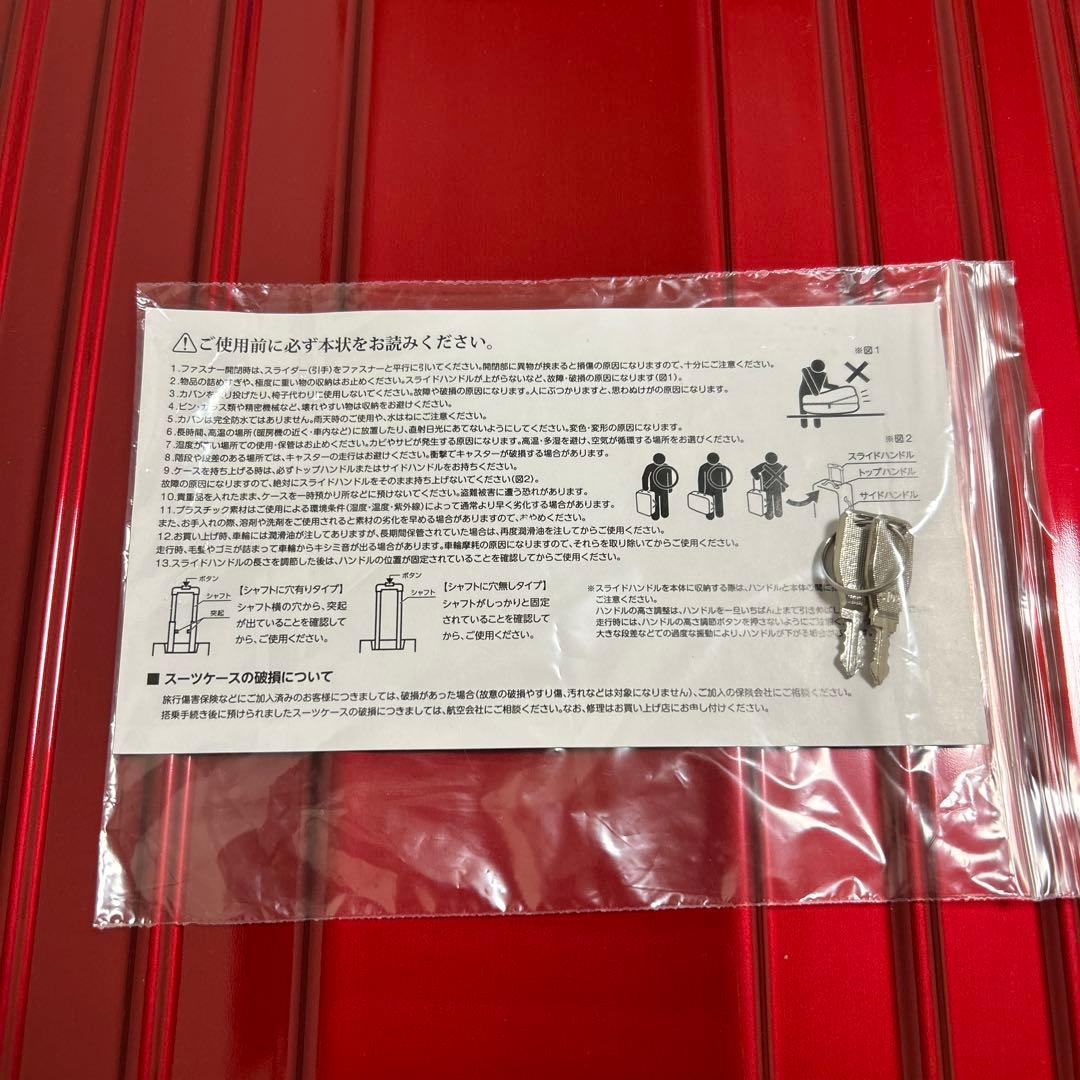 ⚠ご使用前に必ず本状をお読みください。
1.ファスナー開閉時は、スライダー(引手)をファスナーと平行に引いてください。開閉部に異物が挟まると損傷の原因になりますので、十分にご注意ください。
2.物品の詰めすぎや、極度に重い物の収納はお止めください。スライドハンドルが上がらないなど、故障・破損の原因になります(図1)。
3.カバンを放り投げたり、椅子代わりに使用しないでください。故障や破損の原因になります。人にぶつかりますと、思わぬけがの原因になります。
4.ビン・ガラス類や精密機械など、壊れやすい物は収納をお避けください。
5.カバンは完全防水ではありません。雨天時のご使用や、水はねにご注意ください。
6.長時間、高温の場所(暖房機の近く・車内など)に放置したり、直射日光にあてないようにしてください。変色・変形の原因になります。
7.湿度が高い場所での使用・保管はお止めください。カビやサビが発生する原因になります。高温・多湿を避け、空気が循環する場所をお選びください。
8.階段や段差のある場所では、キャスターの走行はお避けください。衝撃でキャスターが破損する場合があります。
9.ケースを持ち上げる時は、必ずトップハンドルまたはサイドハンドルをお持ちください。
故障の原因になりますので、絶対にスライドハンドルをそのまま持ち上げないでください(図2)。
10.貴重品を入れたまま、ケースを一時預かり所などに預けないでください。盗難被害に遭う恐れがあります。
11.プラスチック素材はご使用による環境条件(湿度・温度・紫外線)によって通常より早く劣化する場合があります。
また、お手入れの際、溶剤や洗剤をご使用されると素材の劣化を早める場合がありますので、おやめください。
12.お買い上げ時、車輪には潤滑油が注してありますが、長期間保管されていた場合は、再度潤滑油を注してからご使用ください。
走行時、毛髪やゴミが詰まって車輪からキシミ音が出る場合があります。車輪摩耗の原因になりますので、それらを取り除いてからご使用ください。
13.スライドハンドルの長さを調節した後は、ハンドルの位置が固定されていることを確認してからご使用ください。
※図1
※図2
スライドハンドル
トップハンドル
サイドハンドル
ボタン
シャフト
突起
【シャフトに穴有りタイプ】
シャフト横の穴から、突起
が出ていることを確認して
から、ご使用ください。
ボタン
シャフト
【シャフトに穴無しタイプ】
シャフトがしっかりと固定
されていることを確認して
から、ご使用ください。
※スライドハンドルを本体に収納する際は、ハンドルと本体の間に
ご注意ください。
ハンドルの高さ調整は、ハンドルを一旦いちばん上まで引き伸ばし
走行時には、ハンドルの高さ調節ボタンを押さないようにご注意く
大きな段差などでの過度な振動により、ハンドルが下がる場合が
■ スーツケースの破損について
旅行傷害保険などにご加入済みのお客様につきましては、破損があった場合(故意の破損やすり傷、汚れなどは対象になりません)、ご加入の保険会社にご相談ください。
搭乗手続き後に預けられましたスーツケースの破損につきましては、航空会社にご相談ください。なお、修理はお買い上げ店にお申し付けください。